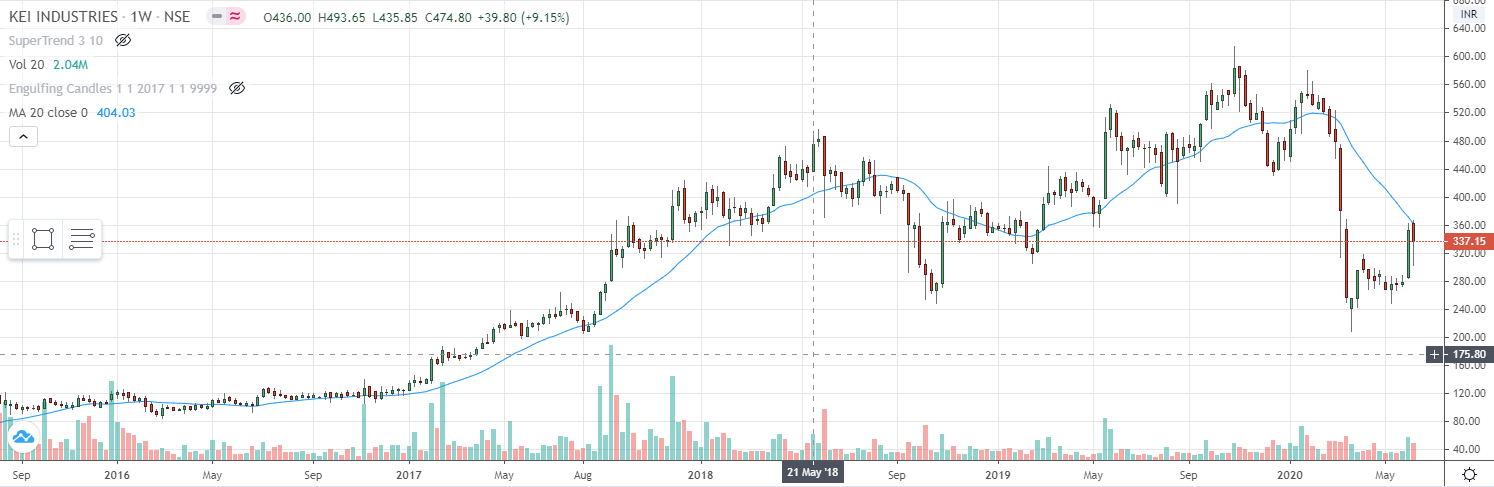 KEI INDUSTRIES · 1W · NSE O436.00 H493.65 L435.85 C474.80 +39.80 (+9.15%)
SuperTrend 3 10
Vol 20 2.04M
Engulfing Candles 1 1 2017 1 1 9999
MA 20 close 0 404.03
680.00
INR
640.00
600.00
560.00
520.00
480.00
440.00
400.00
360.00
337.15
320.00
280.00
240.00
200.00
175.80
160.00
120.00
80.00
40.00
Sep 2016 May Sep 2017 May Aug 2018 21 May '18 Sep 2019 May Sep 2020 May